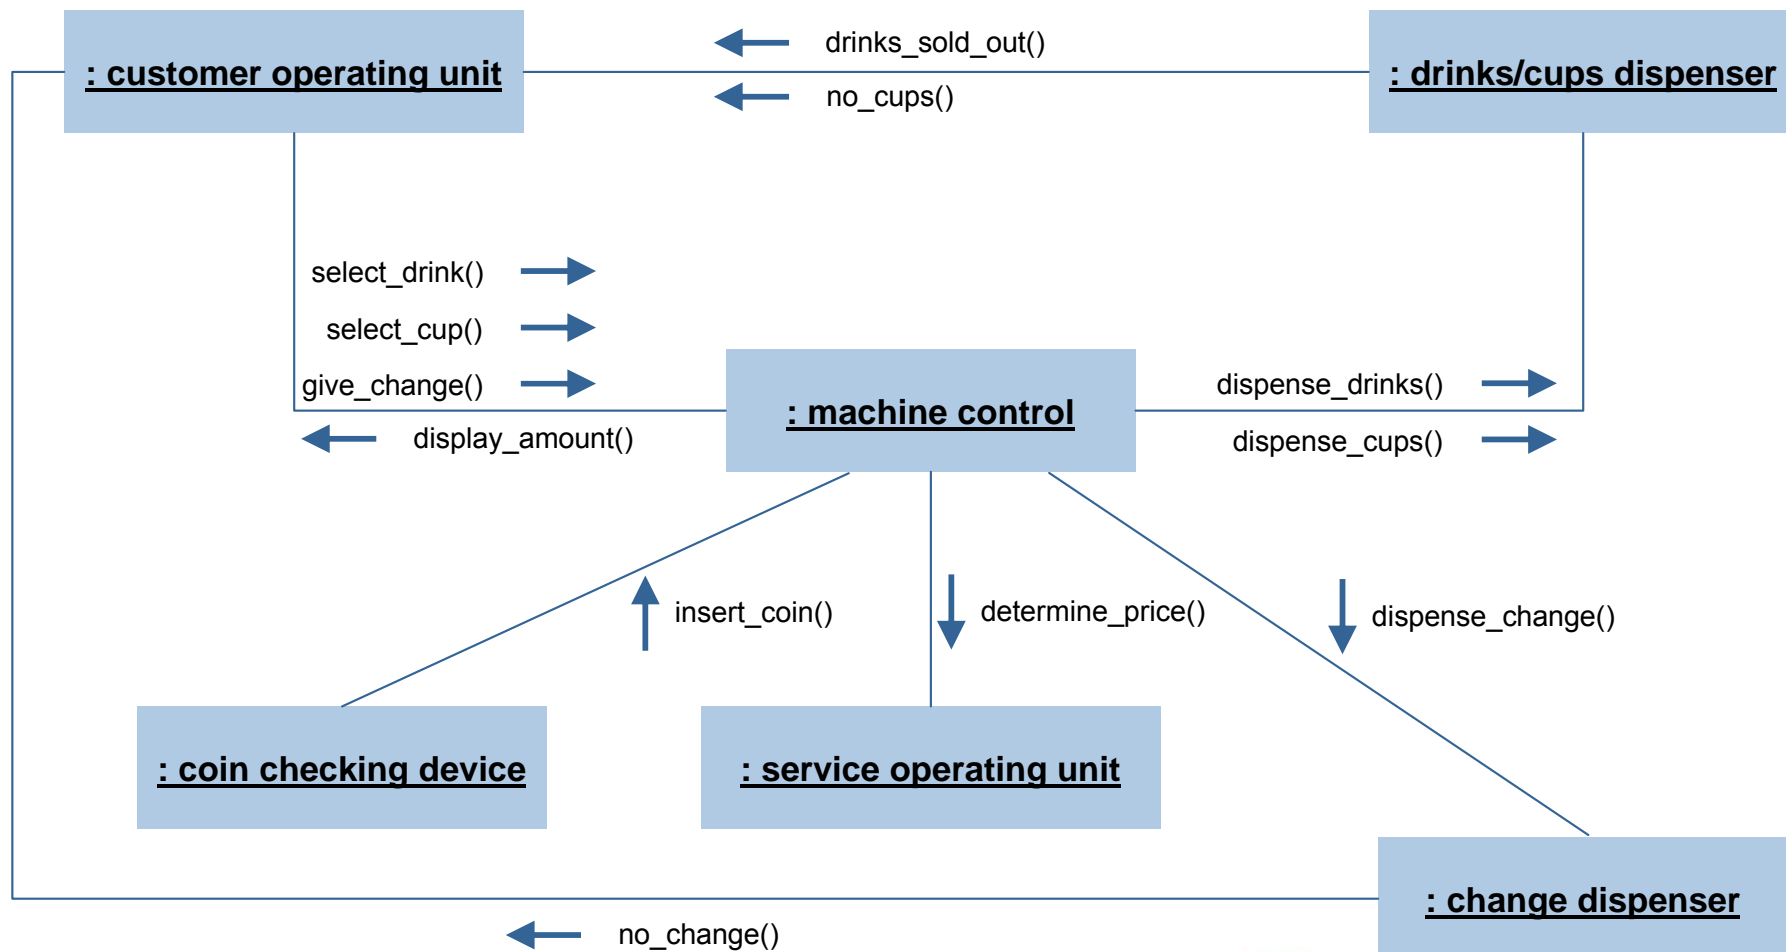 drinks_sold_out()
: customer operating unit
: drinks/cups dispenser
no_cups()
select_drink()
select_cup()
give_change()
dispense_drinks()
: machine control
display_amount()
dispense_cups()
insert_coin()
determine_price()
dispense_change()
: coin checking device
: service operating unit
: change dispenser
no_change()